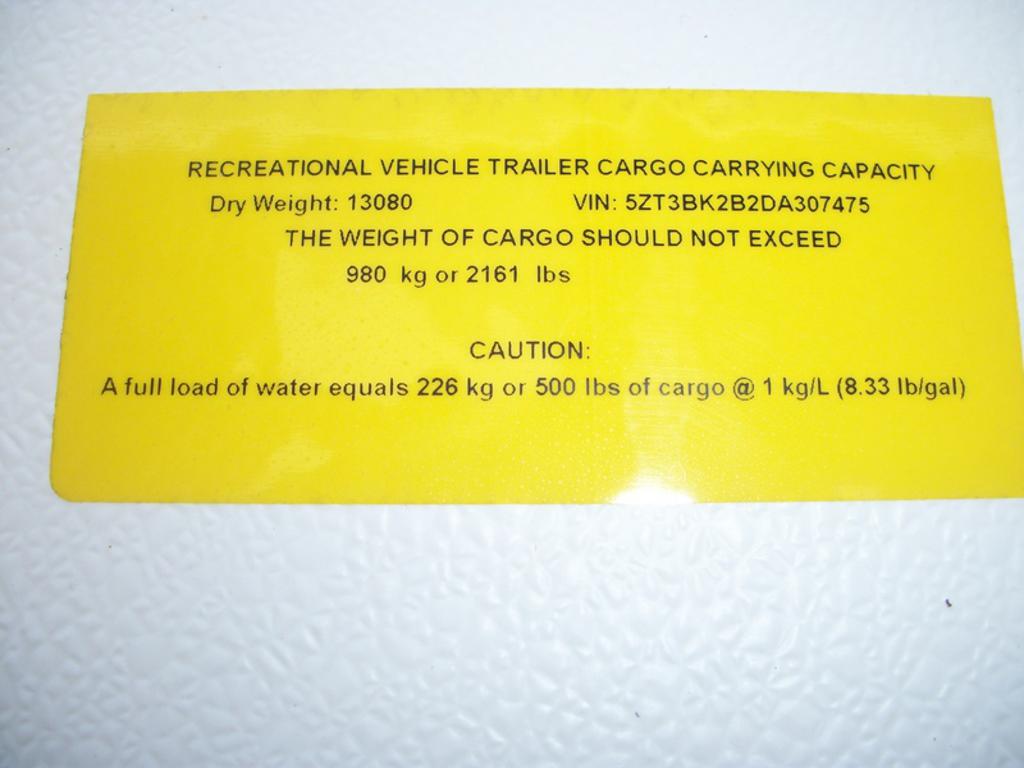 RECREATIONAL VEHICLE TRAILER CARGO CARRYING CAPACITY
Dry Weight: 13080 VIN: 5ZT3BK2B2DA307475
THE WEIGHT OF CARGO SHOULD NOT EXCEED
980 kg or 2161 lbs
CAUTION:
A full load of water equals 226 kg or 500 lbs of cargo @ 1 kg/L (8.33 lb/gal)